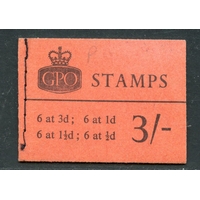 GPO
STAMPS
6 at 3d; 6 at 1d
6 at 1½d; 6 at ½d
3/-